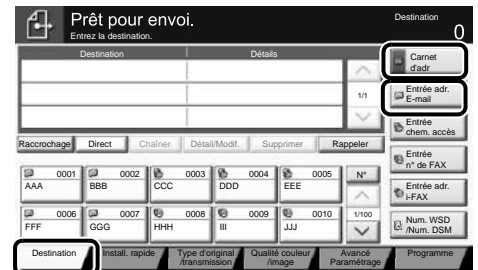 Prêt pour envoi.
Entrez la destination.
Destination
0
Destination Détails
1/1
Carnet
d'adr
Entrée adr.
E-mail
Entrée
chem. accès
Entrée
n° de FAX
Entrée adr.
i-FAX
Num. WSD
/Num. DSM
Raccrochage Direct Chaîner Détail/Modif. Supprimer Rappeler
0001 0002 0003 0004 0005 N°
AAA BBB CCC DDD EEE
0006 0007 0008 0009 0010 1/100
FFF GGG HHH III JJJ
Destination Install. rapide Type d'original
/transmission Qualité couleur
/image Avancé
Paramétrage Programme